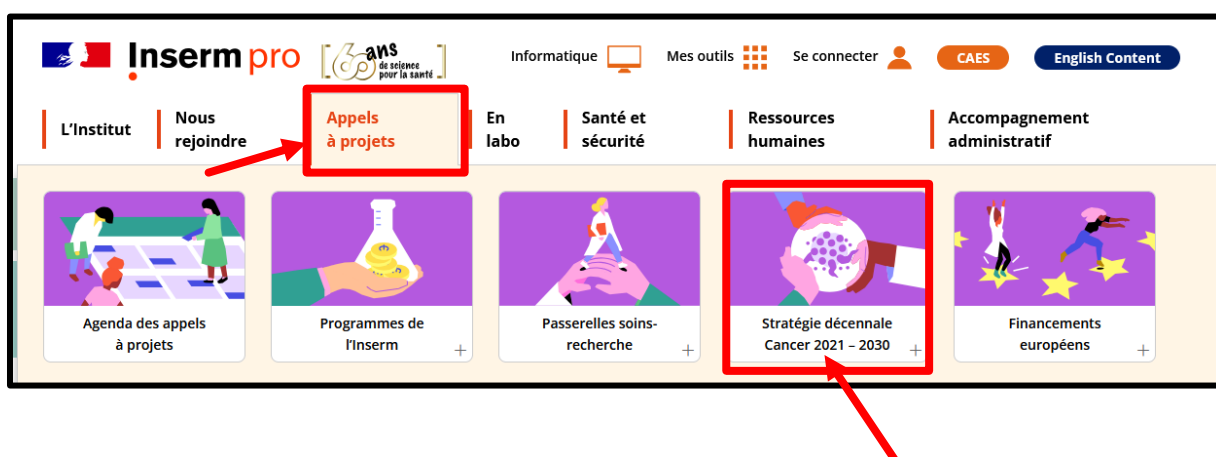 Inserm pro
60 ans
de science
pour la santé
Informatique
Mes outils
Se connecter
CAES
English Content
L’Institut
Nous
rejoindre
Appels
à projets
En
labo
Santé et
sécurité
Ressources
humaines
Accompagnement
administratif
Agenda des appels
à projets
Programmes de
l’Inserm
+
Passerelles soins-
recherche
+
Stratégie décennale
Cancer 2021 – 2030
+
Financements
européens
+